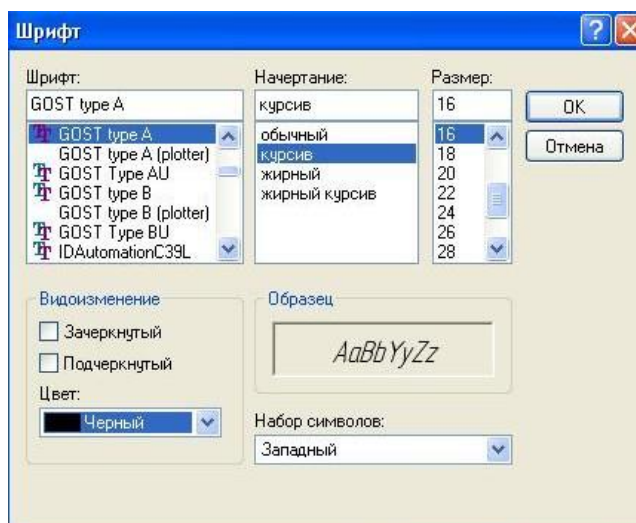 Шрифт
Шрифт:
GOST type A
GOST type A
GOST type A (plotter)
GOST Type AU
GOST type B
GOST type B (plotter)
GOST Type BU
IDAutomationC39L
Начертание:
курсив
обычный
курсив
жирный
жирный курсив
Размер:
16
16
18
20
22
24
26
28
OK
Отмена
Видоизменение
Зачеркнутый
Подчеркнутый
Цвет:
Черный
Образец
AaBbYyZz
Набор символов:
Западный